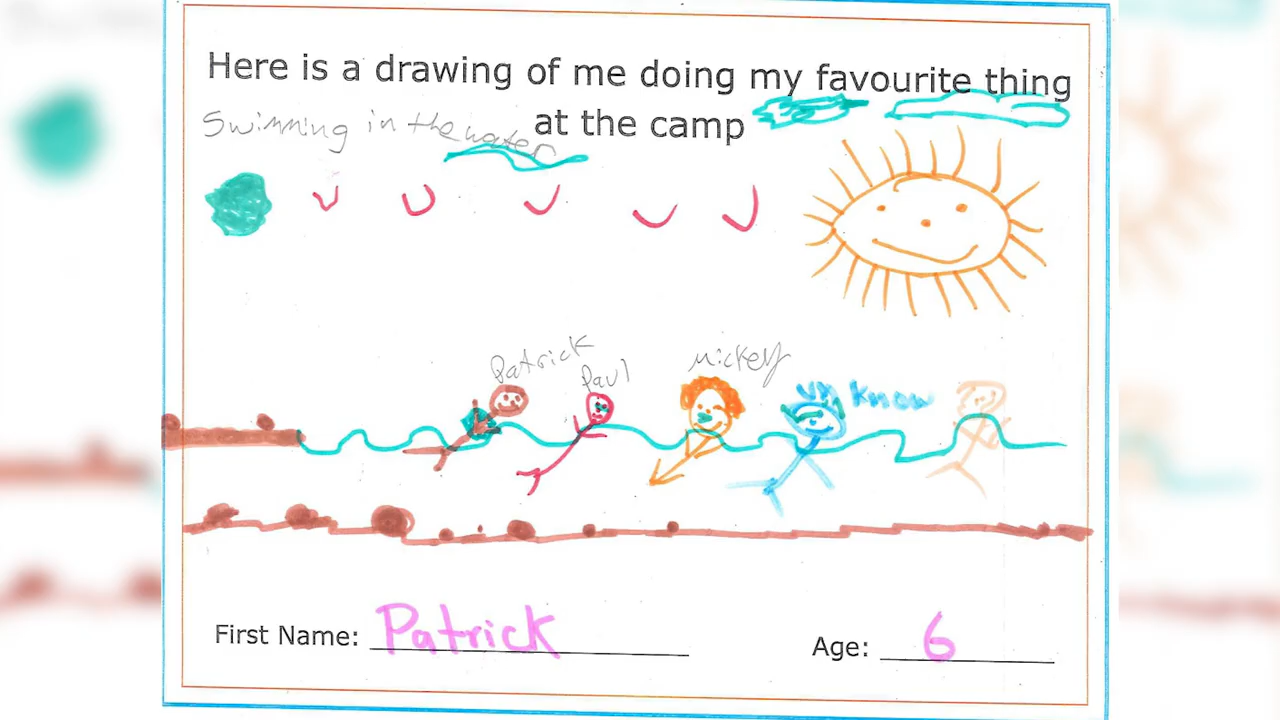 Here is a drawing of me doing my favourite thing
Swimming in the water at the camp
Patrick
Paul
Mickey
know
First Name: Patrick
Age: 6